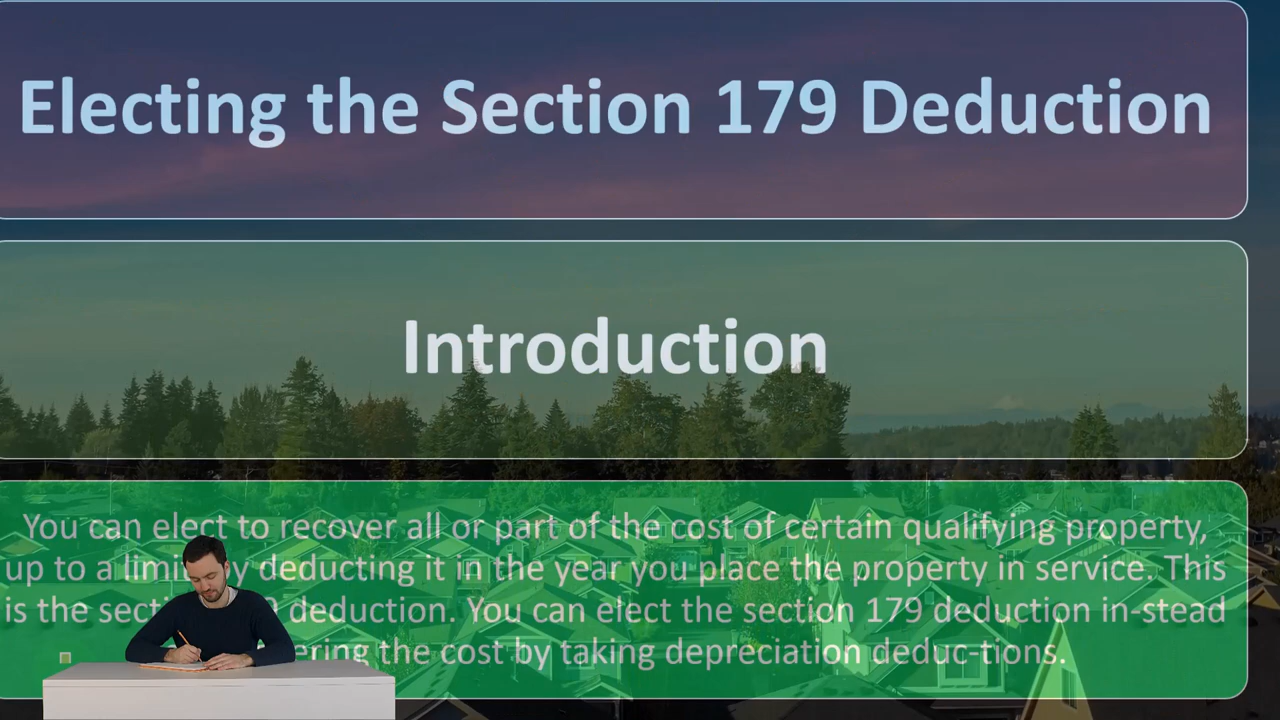 Electing the Section 179 Deduction
Introduction
You can elect to recover all or part of the cost of certain qualifying property,
up to a limit by deducting it in the year you place the property in service. This
is the deduction. You can elect the section 179 deduction in-stead
the cost by taking depreciation deduc-tions.